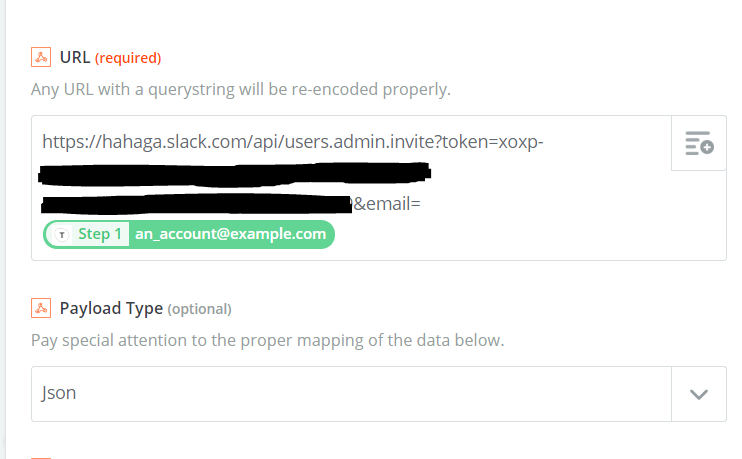 URL (required)
Any URL with a querystring will be re-encoded properly.
https://hahaga.slack.com/api/users.admin.invite?token=xoxp-
&email=
T Step 1 an_account@example.com
Payload Type (optional)
Pay special attention to the proper mapping of the data below.
Json